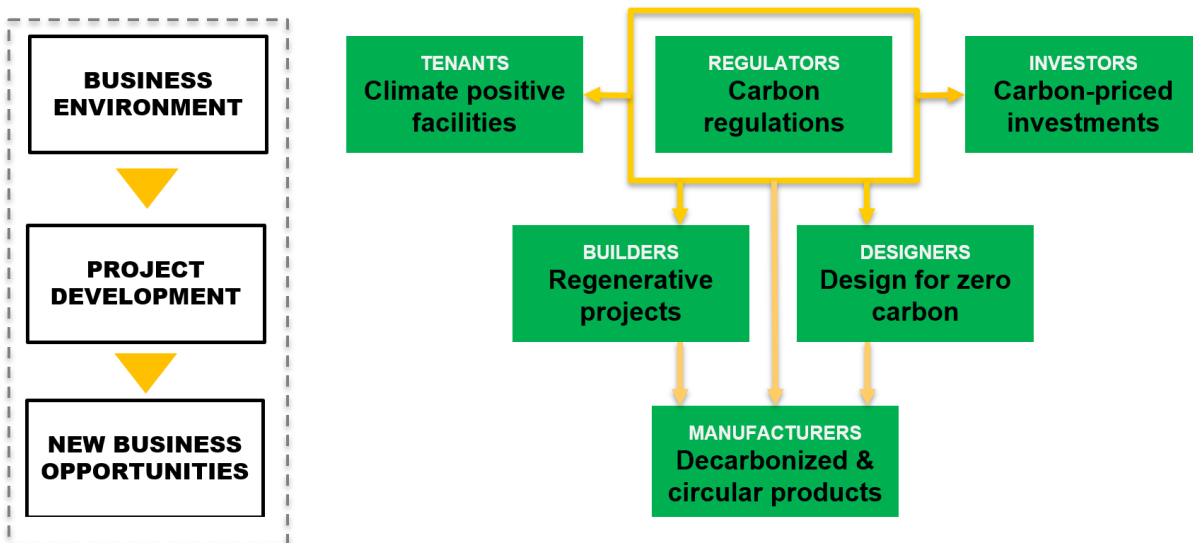 BUSINESS
ENVIRONMENT
PROJECT
DEVELOPMENT
NEW BUSINESS
OPPORTUNITIES
TENANTS
Climate positive
facilities
REGULATORS
Carbon
regulations
INVESTORS
Carbon-priced
investments
BUILDERS
Regenerative
projects
DESIGNERS
Design for zero
carbon
MANUFACTURERS
Decarbonized &
circular products